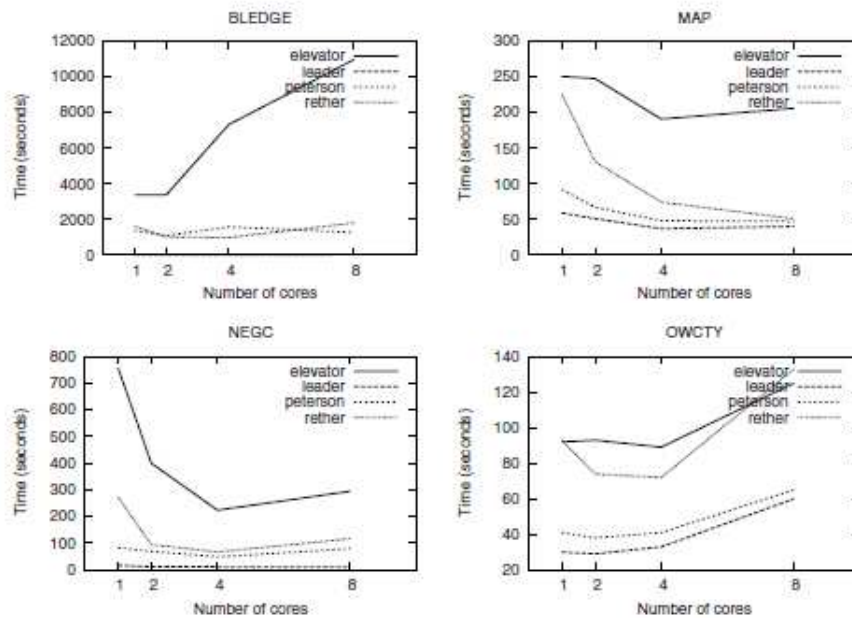 BLEDGE
12000
10000
8000
6000
4000
2000
0
Time (seconds)
elevator
leader
peterson
rether
1 2 4 8
Number of cores
MAP
300
250
200
150
100
50
0
Time (seconds)
elevator
leader
peterson
rether
1 2 4 8
Number of cores
NEGC
800
700
600
500
400
300
200
100
0
Time (seconds)
elevator
leader
peterson
rether
1 2 4 8
Number of cores
OWCTY
140
120
100
80
60
40
20
Time (seconds)
elevator
leader
peterson
rether
1 2 4 8
Number of cores